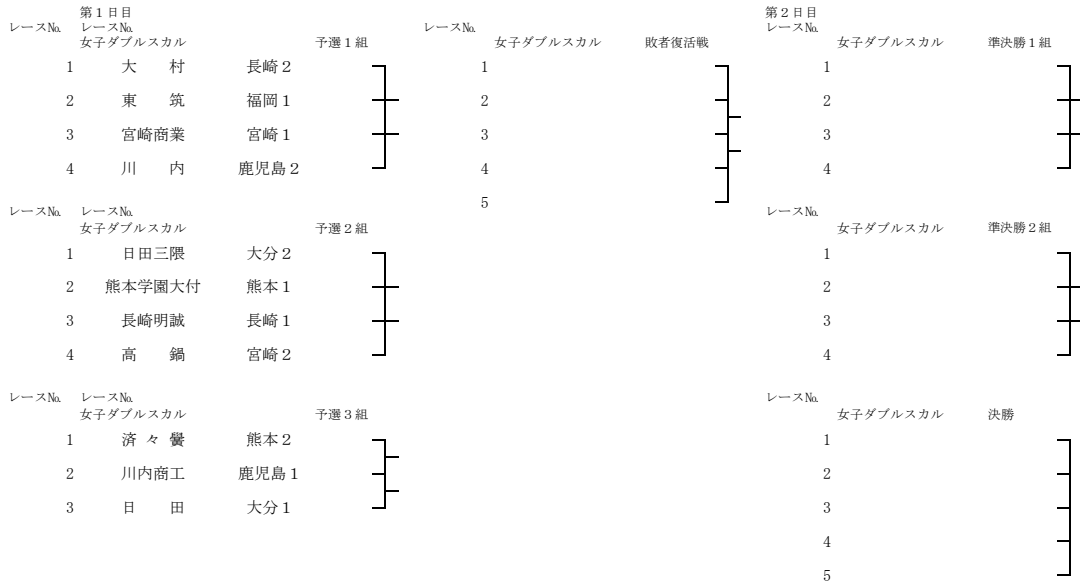 第１日目
レース№ レース№
女子ダブルスカル 予選１組
1 大 村 長崎２
2 東 筑 福岡１
3 宮崎商業 宮崎１
4 川 内 鹿児島２
レース№ レース№
女子ダブルスカル 予選２組
1 日田三隈 大分２
2 熊本学園大付 熊本１
3 長崎明誠 長崎１
4 高 鍋 宮崎２
レース№ レース№
女子ダブルスカル 予選３組
1 済々黌 熊本２
2 川内商工 鹿児島１
3 日 田 大分１
レース№
女子ダブルスカル 敗者復活戦
1
2
3
4
5
第２日目
レース№
女子ダブルスカル 準決勝１組
1
2
3
4
レース№
女子ダブルスカル 準決勝２組
1
2
3
4
レース№
女子ダブルスカル 決勝
1
2
3
4
5